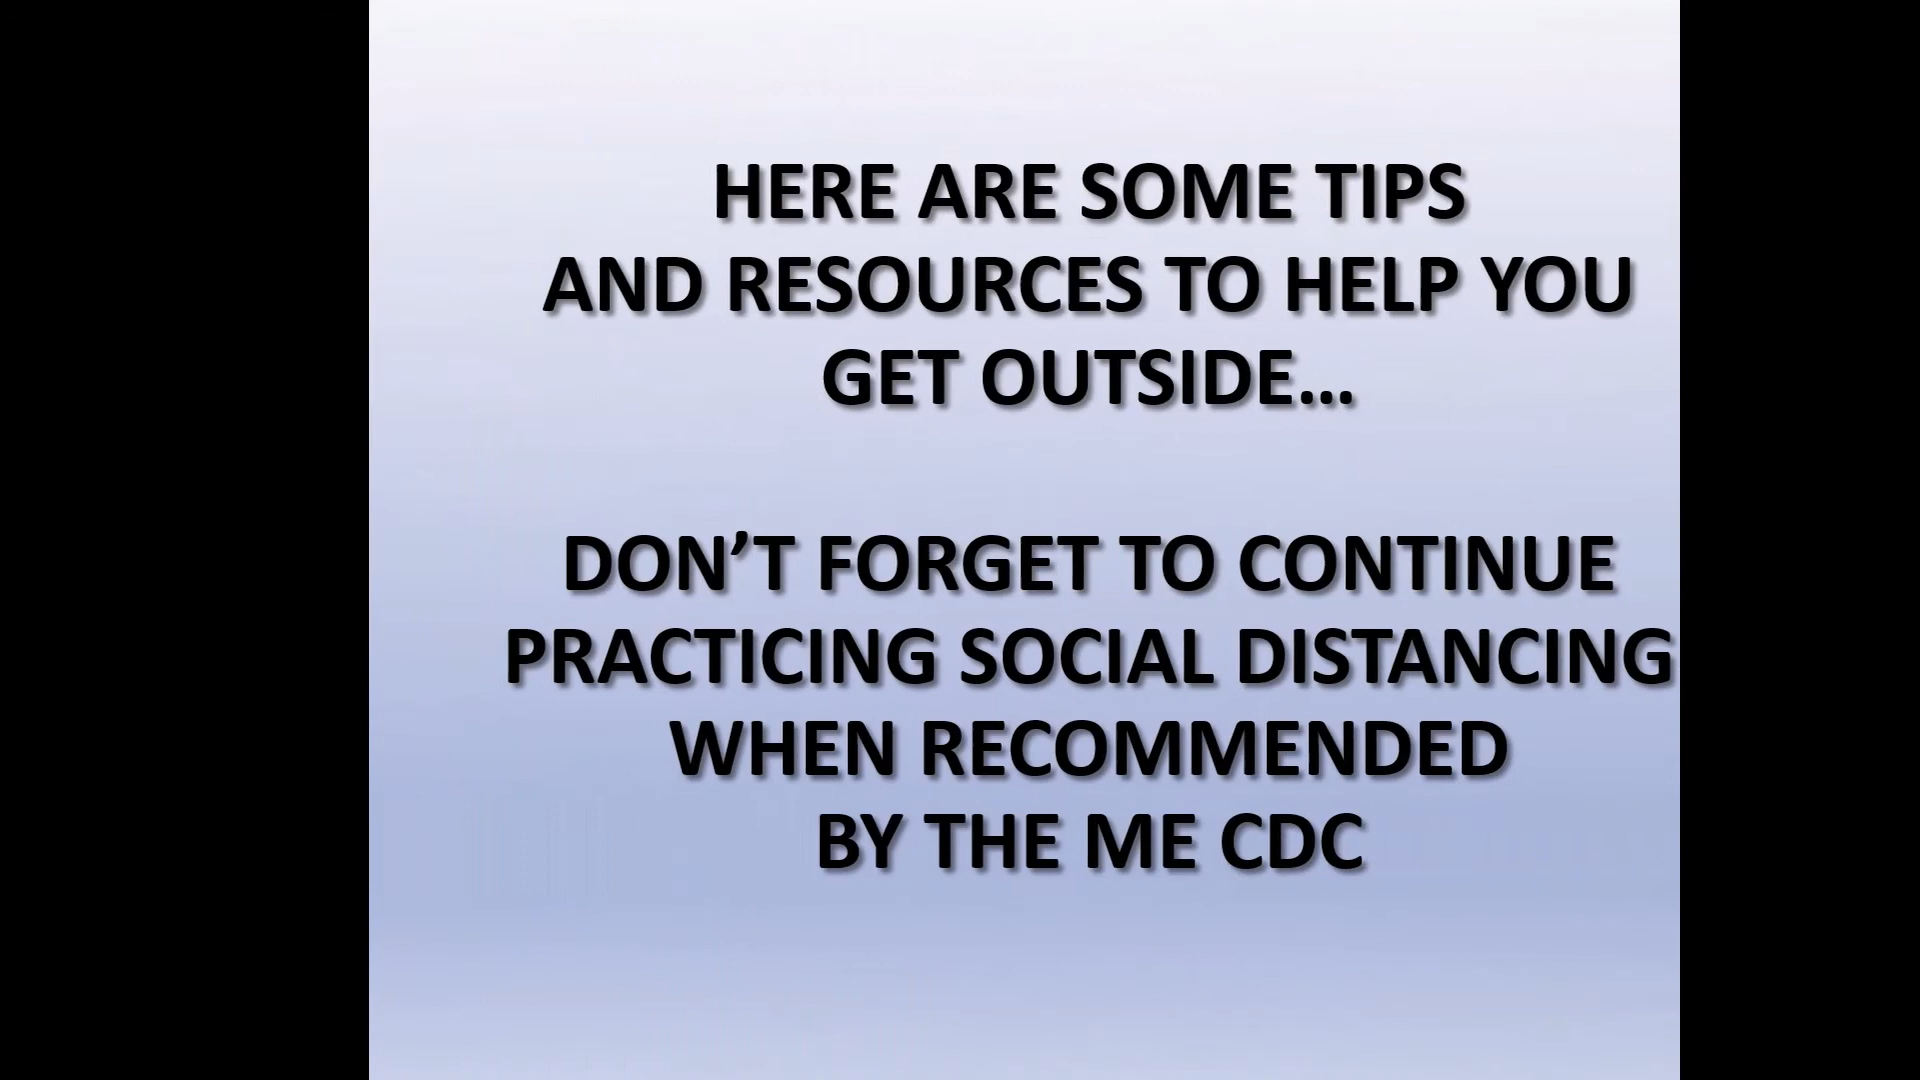 HERE ARE SOME TIPS
AND RESOURCES TO HELP YOU
GET OUTSIDE…
DON’T FORGET TO CONTINUE
PRACTICING SOCIAL DISTANCING
WHEN RECOMMENDED
BY THE ME CDC